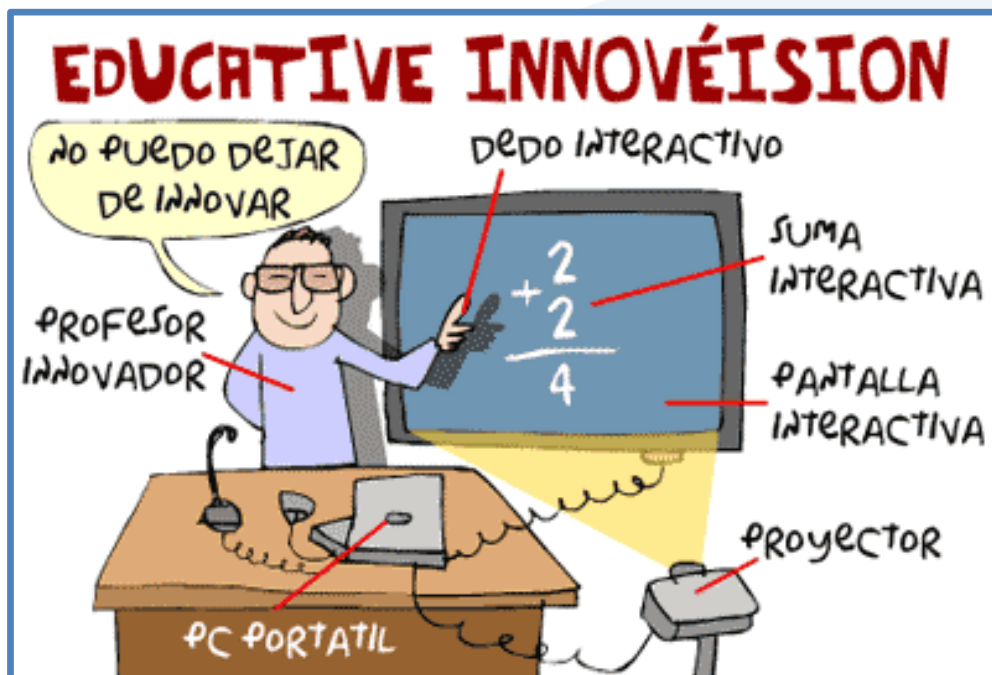 EDUCATIVE INNOVÉISION
NO PUEDO DEJAR
DE INNOVAR
DEDO INTERACTIVO
2
+
2
4
SUMA
INTERACTIVA
PROFESOR
INNOVADOR
PANTALLA
INTERACTIVA
PROYECTOR
PC PORTATIL